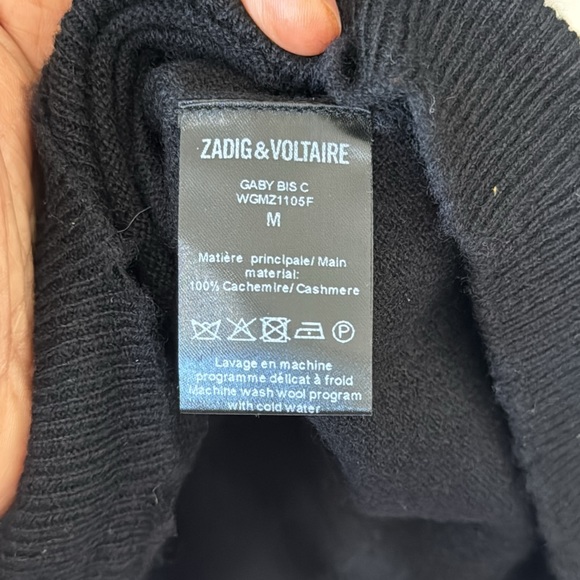 ZADIG & VOLTAIRE
GABY BIS C
WGMZ1105F
M
Matière principale/ Main
material:
100% Cachemire/ Cashmere
P
Lavage en machine
programme délicat à froid
Machine wash wool program
with cold water